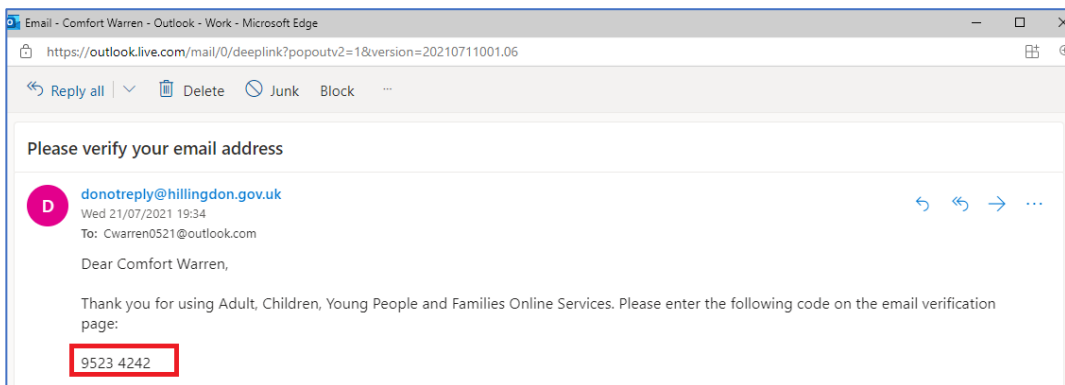 Email - Comfort Warren - Outlook - Work - Microsoft Edge
https://outlook.live.com/mail/0/deeplink?popoutv2=1&version=20210711001.06
Reply all Delete Junk Block ...
Please verify your email address
D
donotreply@hillingdon.gov.uk
Wed 21/07/2021 19:34
To: Cwarren0521@outlook.com
Dear Comfort Warren,
Thank you for using Adult, Children, Young People and Families Online Services. Please enter the following code on the email verification
page:
9523 4242